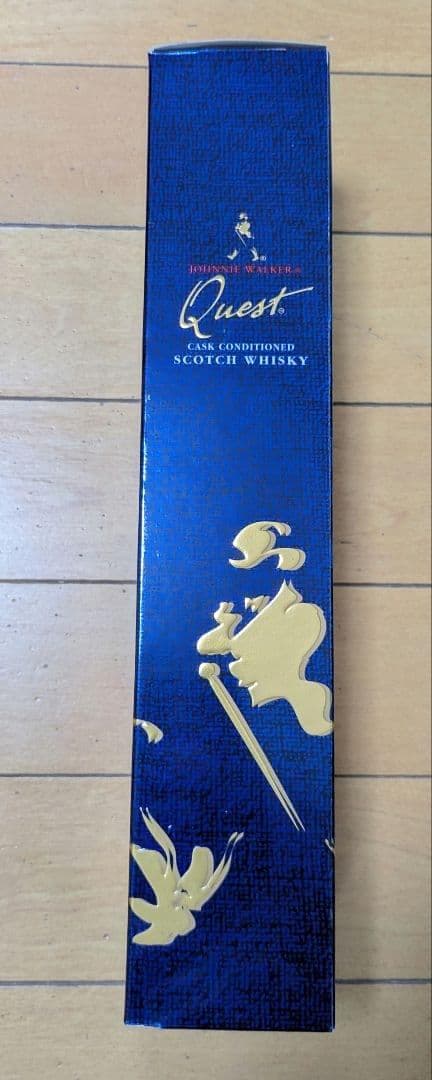 JOHNNIE WALKER®
Quest®
CASK CONDITIONED
SCOTCH WHISKY